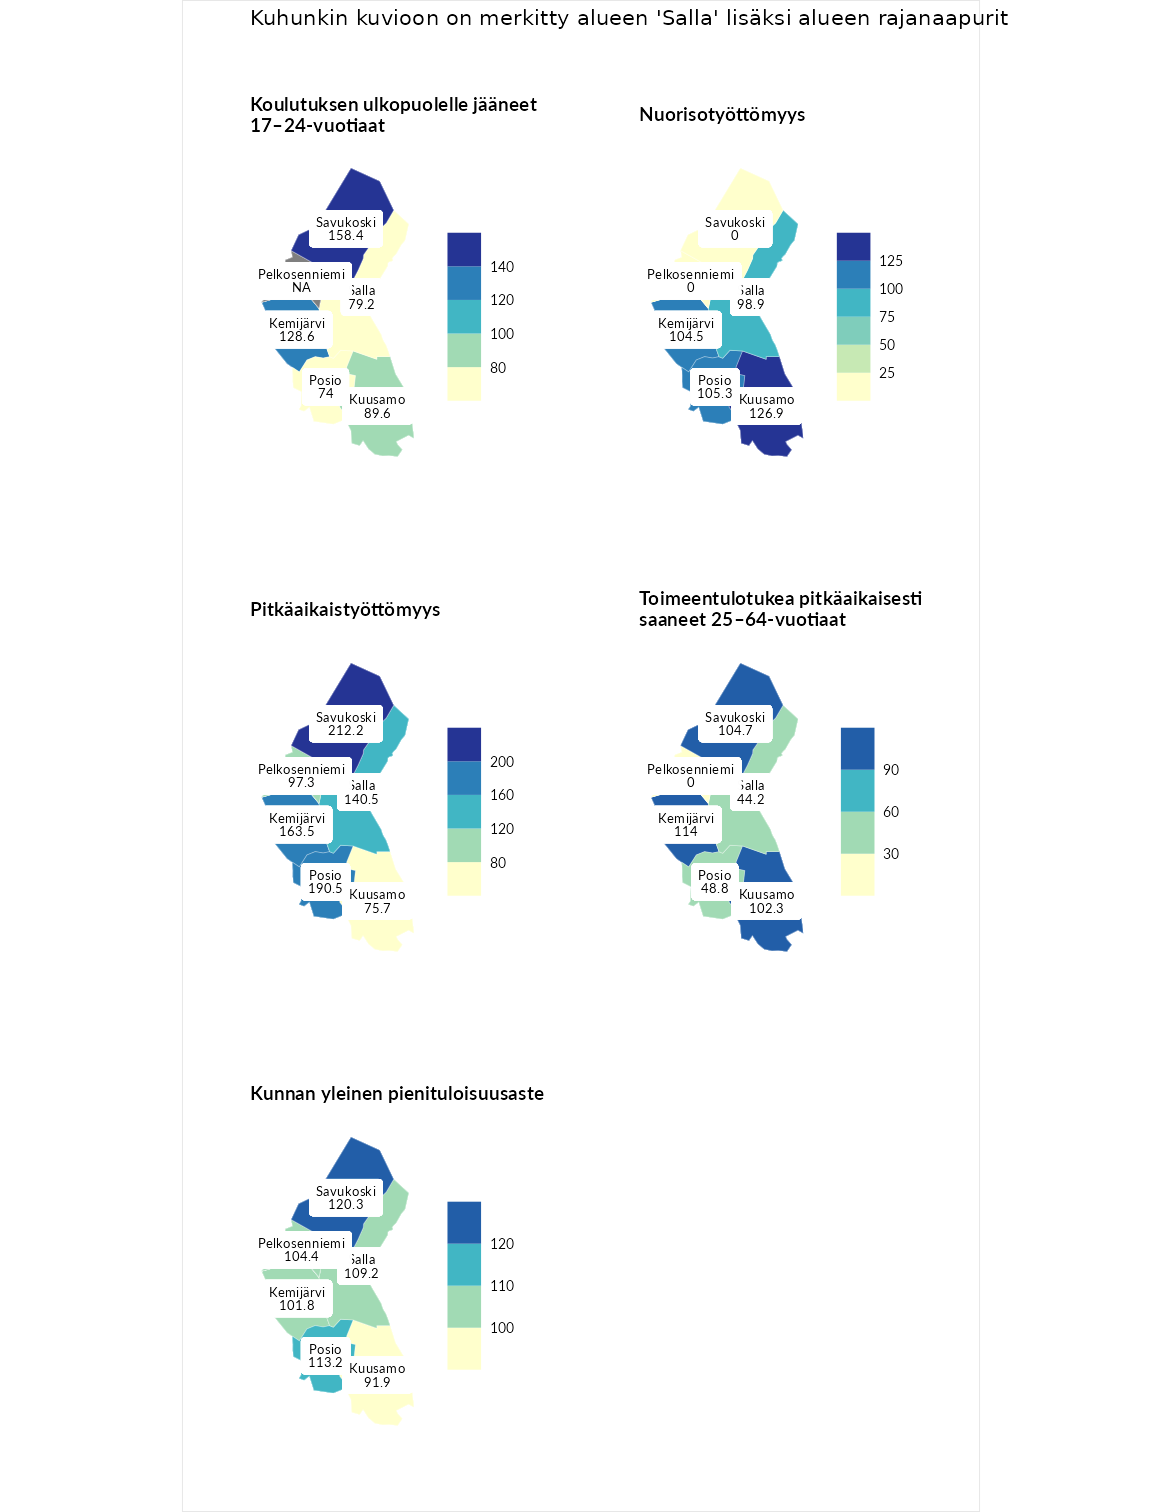 Kuhunkin kuvioon on merkitty alueen 'Salla' lisäksi alueen rajanaapurit
Koulutuksen ulkopuolelle jääneet
17–24-vuotiaat
Savukoski
158.4
Pelkosenniemi
NA
Salla
79.2
Kemijärvi
128.6
Posio
74
Kuusamo
89.6
140
120
100
80
Nuorisotyöttömyys
Savukoski
0
Pelkosenniemi
0
Salla
98.9
Kemijärvi
104.5
Posio
105.3
Kuusamo
126.9
125
100
75
50
25
Pitkäaikaistyöttömyys
Savukoski
212.2
Pelkosenniemi
97.3
Salla
140.5
Kemijärvi
163.5
Posio
190.5
Kuusamo
75.7
200
160
120
80
Toimeentulotukea pitkäaikaisesti
saaneet 25–64-vuotiaat
Savukoski
104.7
Pelkosenniemi
0
Salla
44.2
Kemijärvi
114
Posio
48.8
Kuusamo
102.3
90
60
30
Kunnan yleinen pienituloisuusaste
Savukoski
120.3
Pelkosenniemi
104.4
Salla
109.2
Kemijärvi
101.8
Posio
113.2
Kuusamo
91.9
120
110
100